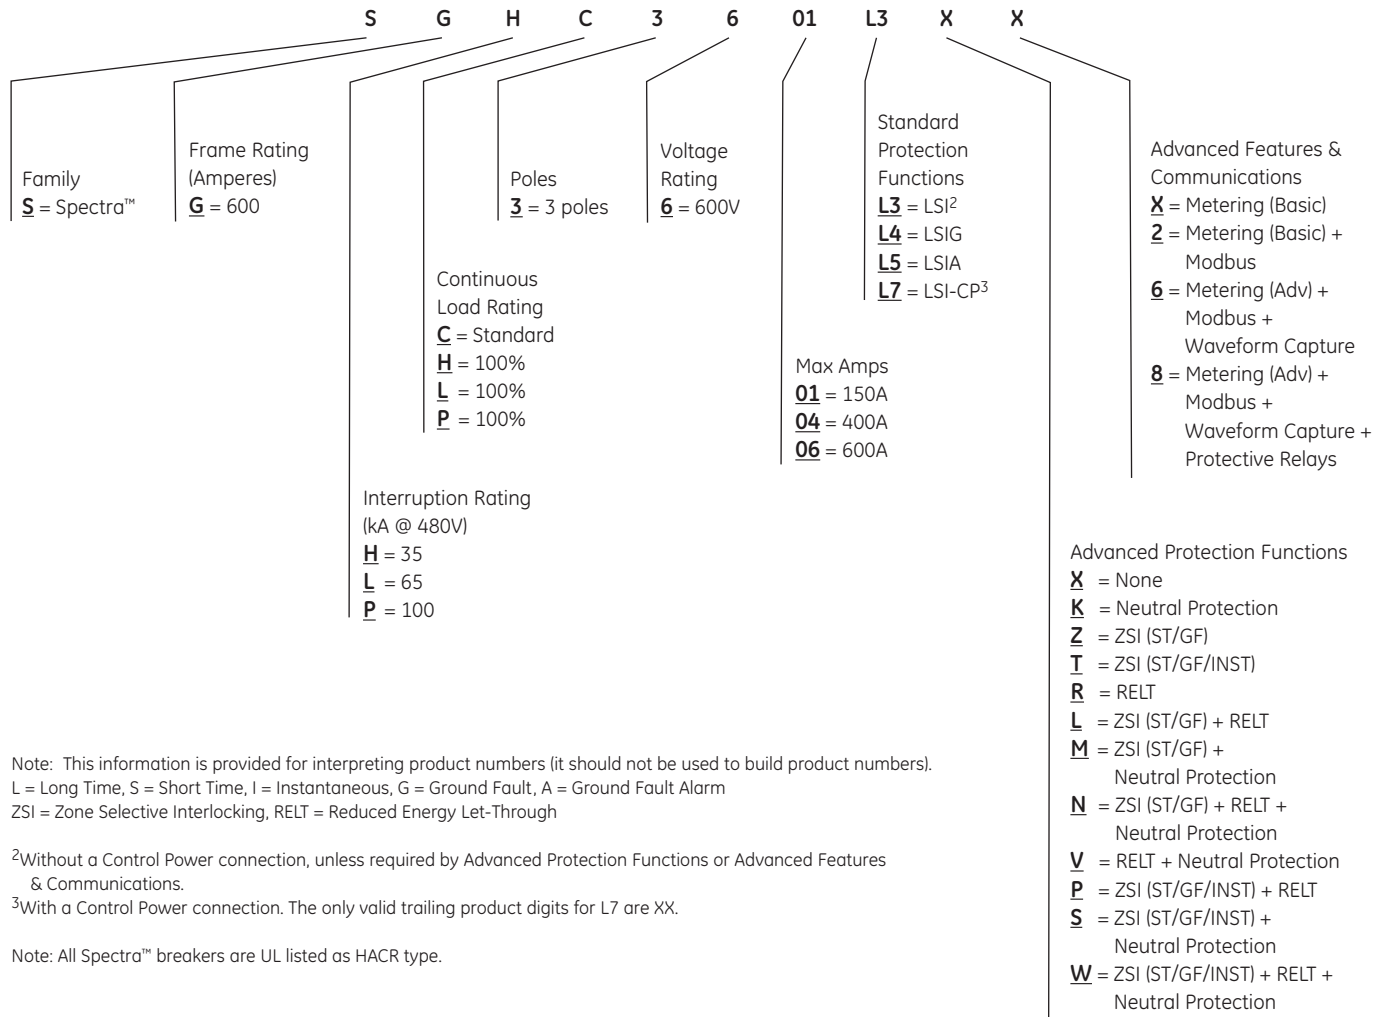 S G H C 3 6 01 L3 X X
Family
S = Spectra™
Frame Rating
(Amperes)
G = 600
Interruption Rating
(kA @ 480V)
H = 35
L = 65
P = 100
Continuous
Load Rating
C = Standard
H = 100%
L = 100%
P = 100%
Poles
3 = 3 poles
Voltage
Rating
6 = 600V
Max Amps
01 = 150A
04 = 400A
06 = 600A
Standard
Protection
Functions
L3 = LSI²
L4 = LSIG
L5 = LSIA
L7 = LSI-CP³
Advanced Protection Functions
X = None
K = Neutral Protection
Z = ZSI (ST/GF)
T = ZSI (ST/GF/INST)
R = RELT
L = ZSI (ST/GF) + RELT
M = ZSI (ST/GF) +
Neutral Protection
N = ZSI (ST/GF) + RELT +
Neutral Protection
V = RELT + Neutral Protection
P = ZSI (ST/GF/INST) + RELT
S = ZSI (ST/GF/INST) +
Neutral Protection
W = ZSI (ST/GF/INST) + RELT +
Neutral Protection
Advanced Features &
Communications
X = Metering (Basic)
2 = Metering (Basic) +
Modbus
6 = Metering (Adv) +
Modbus +
Waveform Capture
8 = Metering (Adv) +
Modbus +
Waveform Capture +
Protective Relays
Note: This information is provided for interpreting product numbers (it should not be used to build product numbers).
L = Long Time, S = Short Time, I = Instantaneous, G = Ground Fault, A = Ground Fault Alarm
ZSI = Zone Selective Interlocking, RELT = Reduced Energy Let-Through
²Without a Control Power connection, unless required by Advanced Protection Functions or Advanced Features
& Communications.
³With a Control Power connection. The only valid trailing product digits for L7 are XX.
Note: All Spectra™ breakers are UL listed as HACR type.